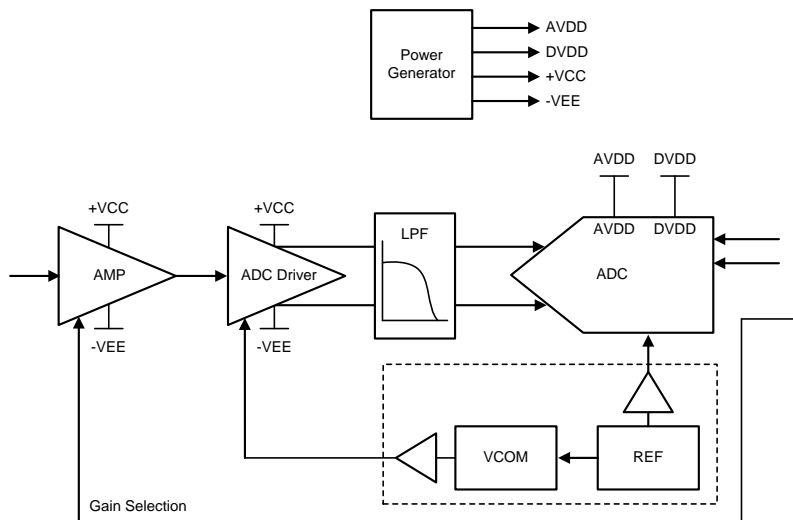 Power
Generator
AVDD
DVDD
+VCC
-VEE
AVDD
DVDD
+VCC
+VCC
LPF
AVDD
DVDD
AMP
ADC Driver
ADC
-VEE
-VEE
VCOM
REF
Gain Selection